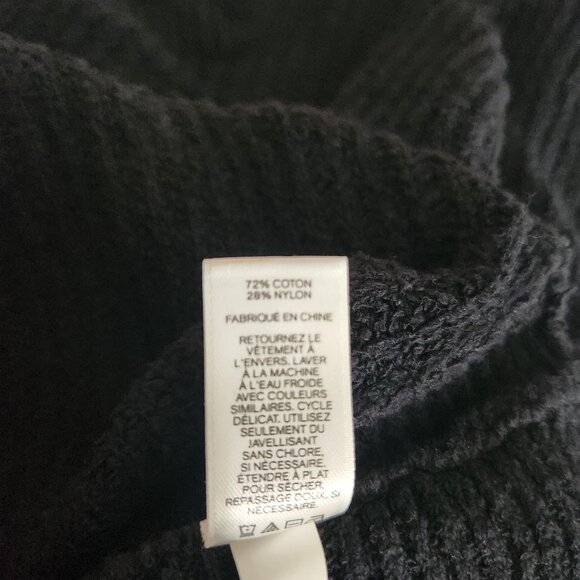 72% COTON
28% NYLON
FABRIQUÉ EN CHINE
RETOURNEZ LE
VÊTEMENT À
L'ENVERS. LAVER
À LA MACHINE
À L'EAU FROIDE
AVEC COULEURS
SIMILAIRES. CYCLE
DÉLICAT. UTILISEZ
SEULEMENT DU
JAVELLISANT
SANS CHLORE,
SI NÉCESSAIRE.
ÉTENDRE À PLAT
POUR SÉCHER.
REPASSAGE DOUX, SI
NÉCESSAIRE.